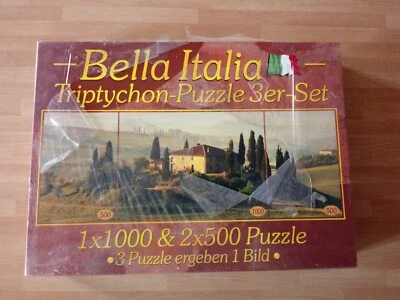 Bella Italia
Triptychon-Puzzle 3er-Set
500
1000
500
1x1000 & 2x500 Puzzle
• 3 Puzzle ergeben 1 Bild •